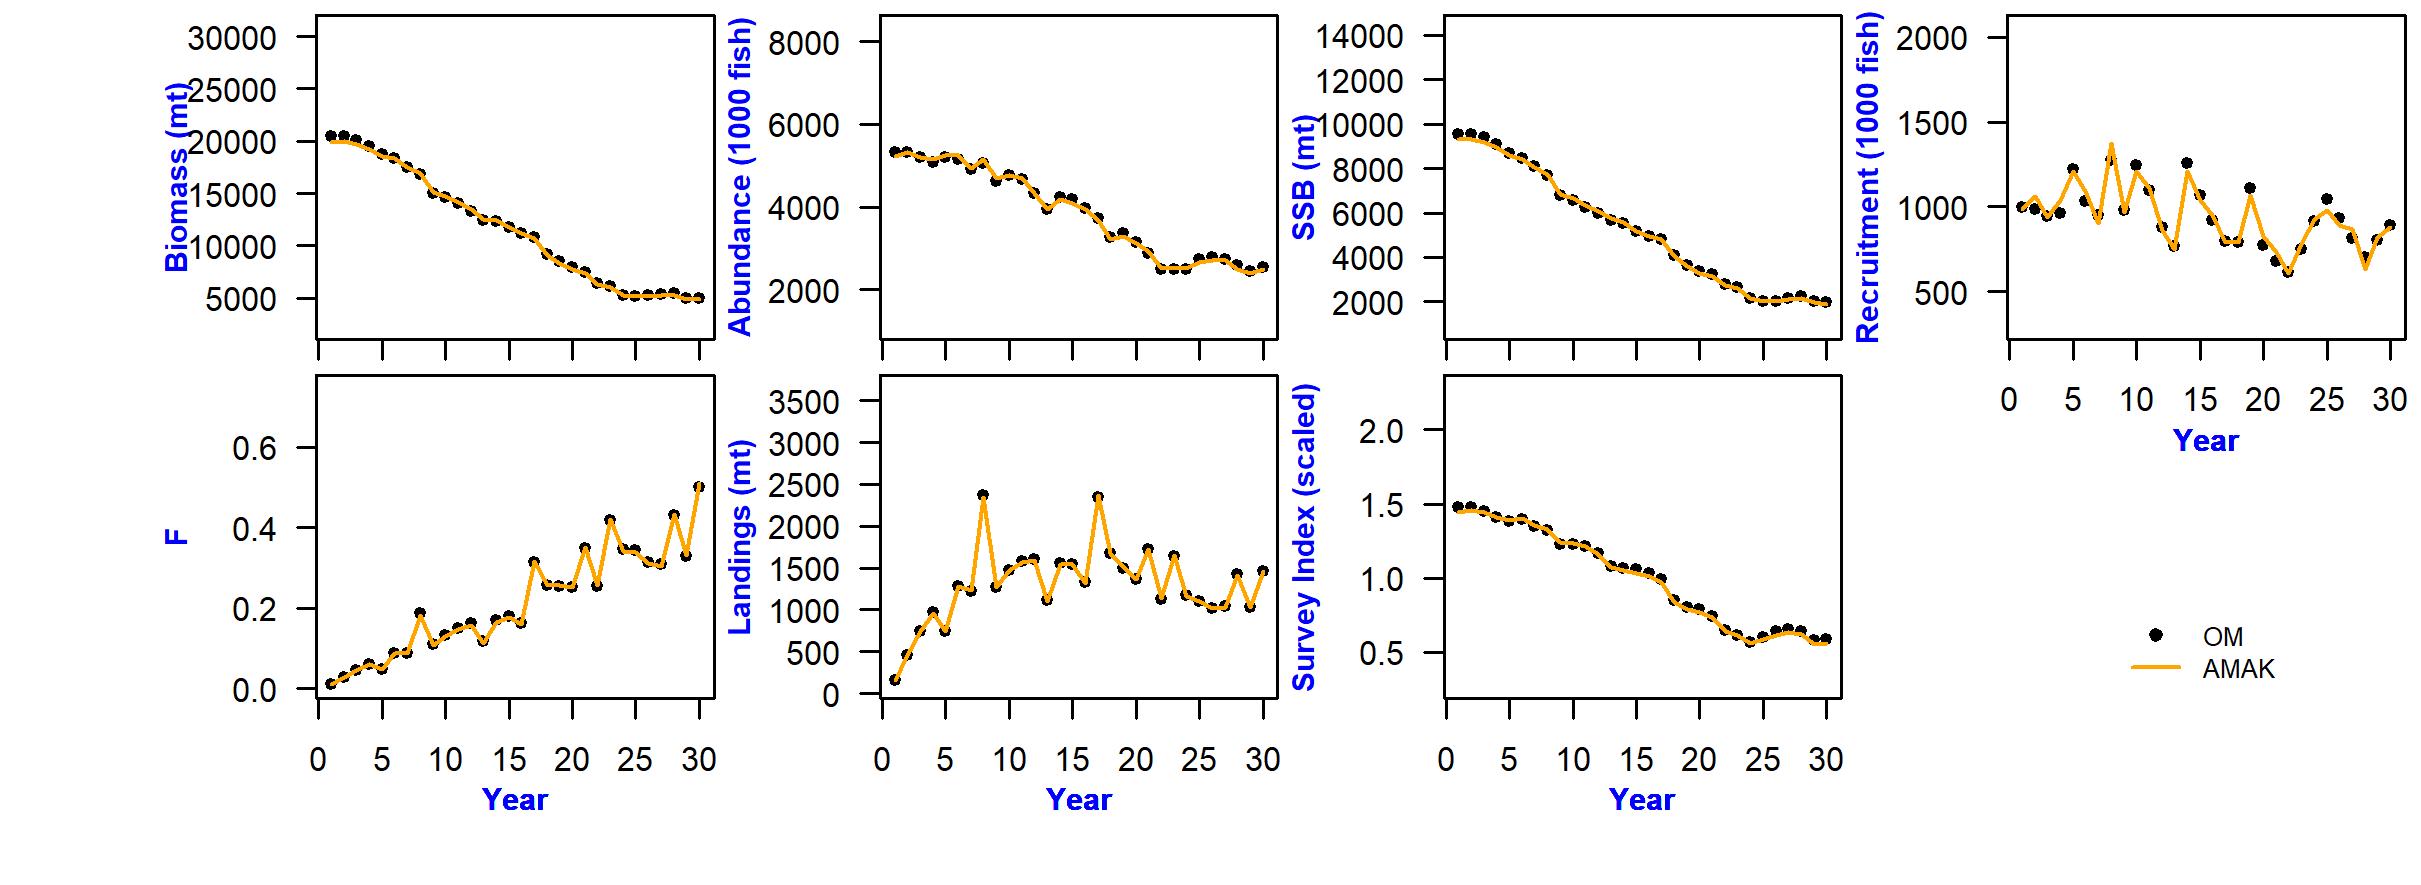 Biomass (mt)
30000
25000
20000
15000
10000
5000
Abundance (1000 fish)
8000
6000
4000
2000
SSB (mt)
14000
12000
10000
8000
6000
4000
2000
Recruitment (1000 fish)
2000
1500
1000
500
0 5 10 15 20 25 30
Year
F
0.6
0.4
0.2
0.0
0 5 10 15 20 25 30
Year
Landings (mt)
3500
3000
2500
2000
1500
1000
500
0
0 5 10 15 20 25 30
Year
Survey Index (scaled)
2.0
1.5
1.0
0.5
0 5 10 15 20 25 30
Year
OM
AMAK